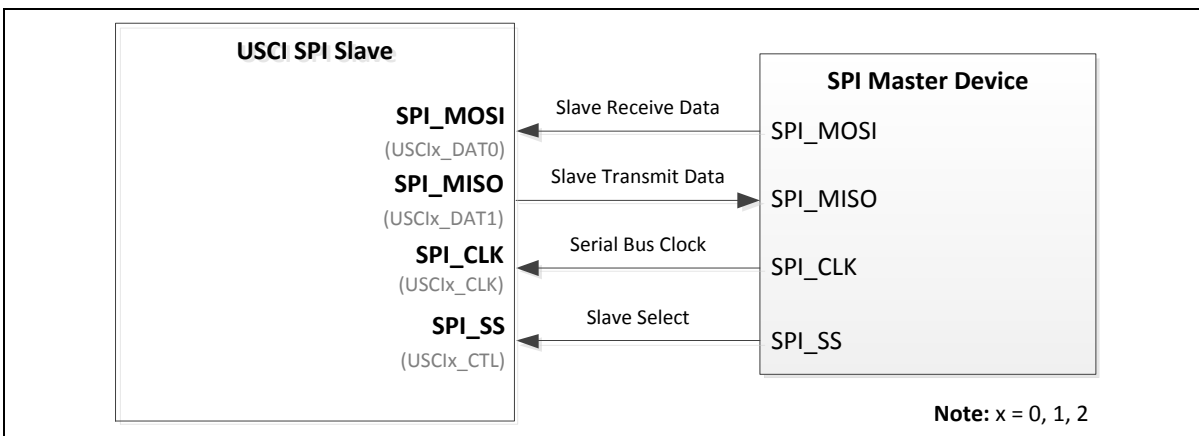 USCI SPI Slave
SPI Master Device
SPI_MOSI
(USCIx_DAT0)
Slave Receive Data
SPI_MOSI
SPI_MISO
(USCIx_DAT1)
Slave Transmit Data
SPI_MISO
SPI_CLK
(USCIx_CLK)
Serial Bus Clock
SPI_CLK
SPI_SS
(USCIx_CTL)
Slave Select
SPI_SS
Note: x = 0, 1, 2